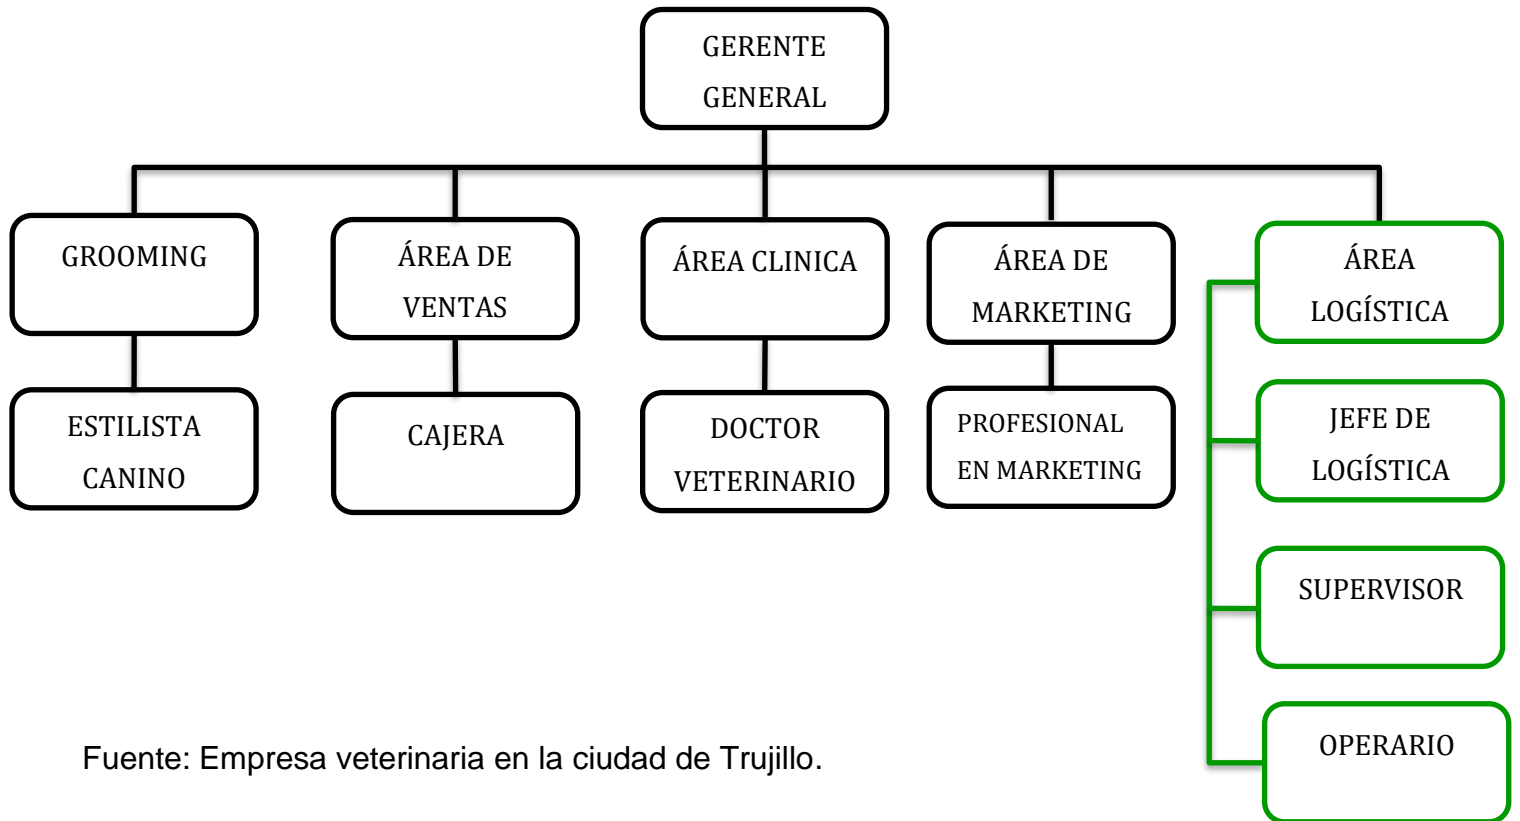 GERENTE
GENERAL
GROOMING
ÁREA DE
VENTAS
ÁREA CLINICA
ÁREA DE
MARKETING
ÁREA
LOGÍSTICA
ESTILISTA
CANINO
CAJERA
DOCTOR
VETERINARIO
PROFESIONAL
EN MARKETING
JEFE DE
LOGÍSTICA
SUPERVISOR
OPERARIO
Fuente: Empresa veterinaria en la ciudad de Trujillo.